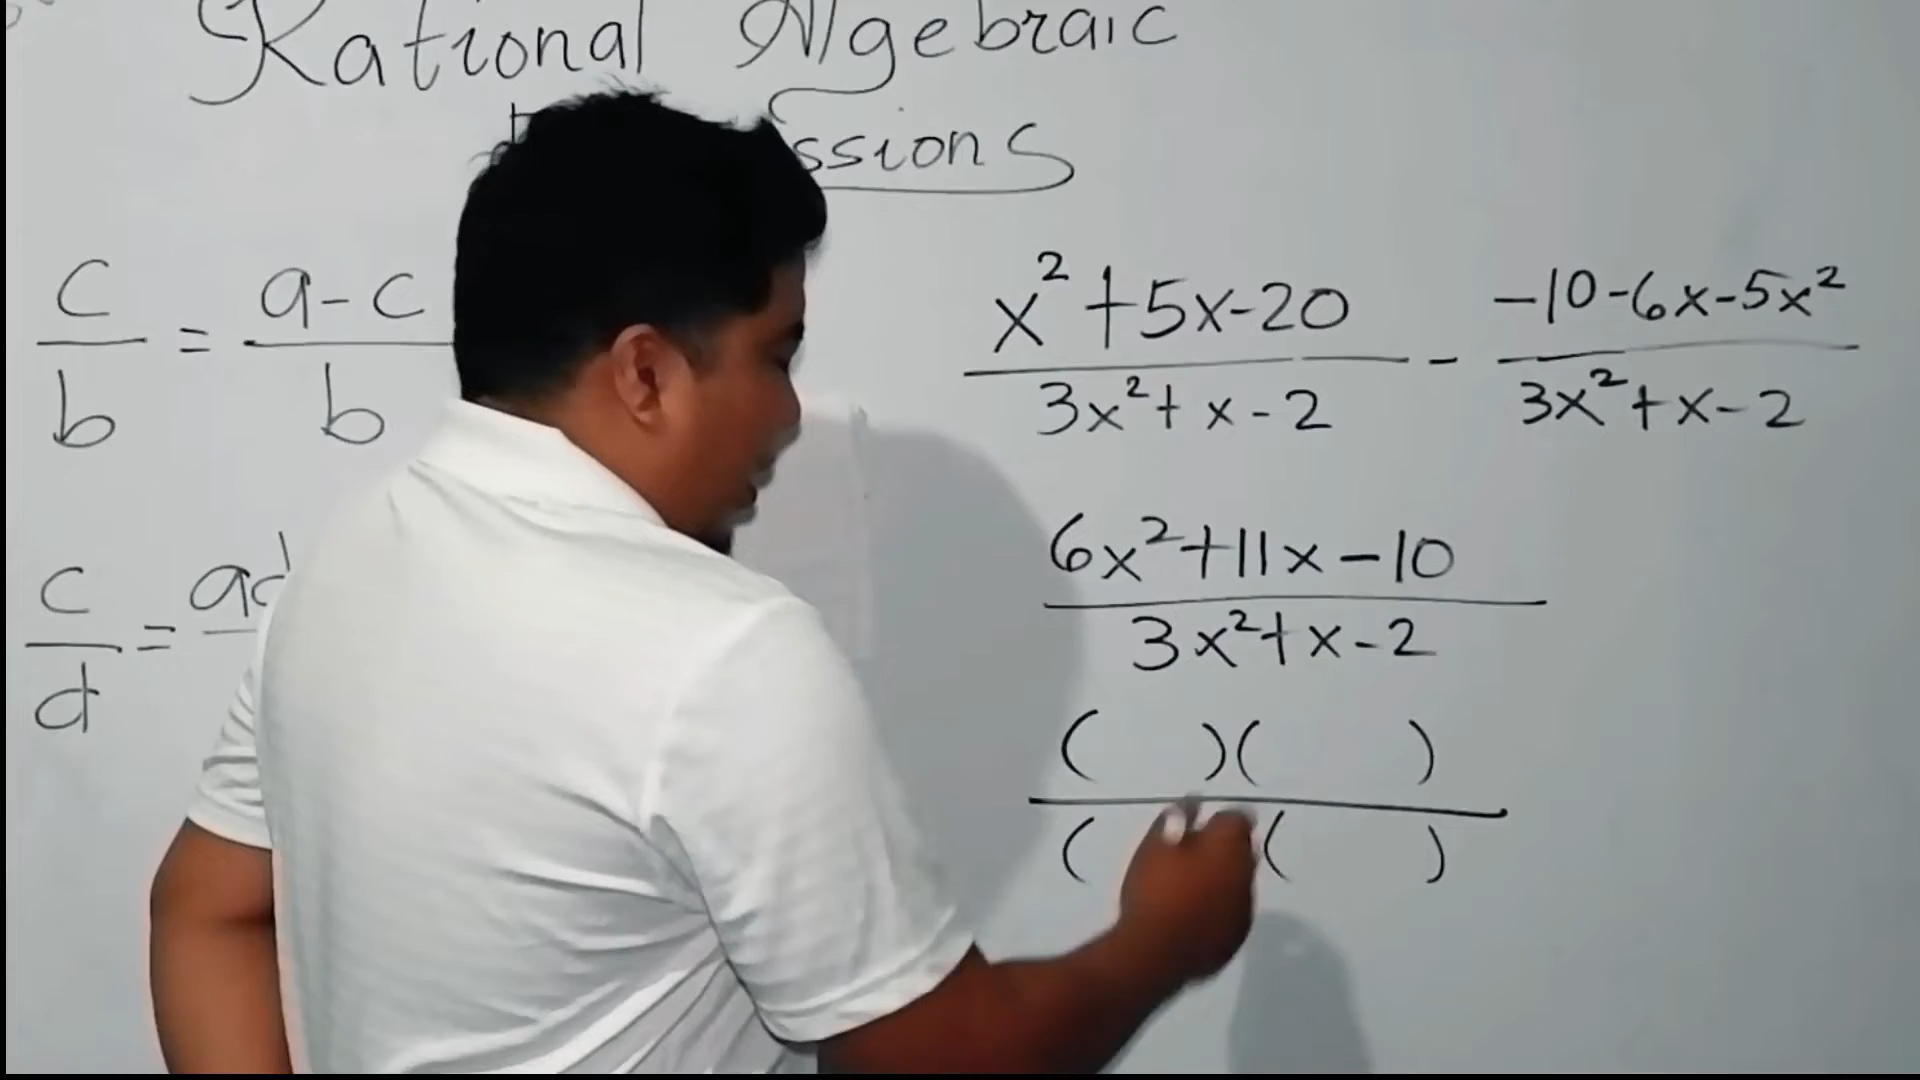 Rational Algebraic
ssions
c/b = a-c/b
c/d = ad
x²+5x-20/3x²+x-2 - -10-6x-5x²/3x²+x-2
6x²+11x-10/3x²+x-2
( )( )
( ( )